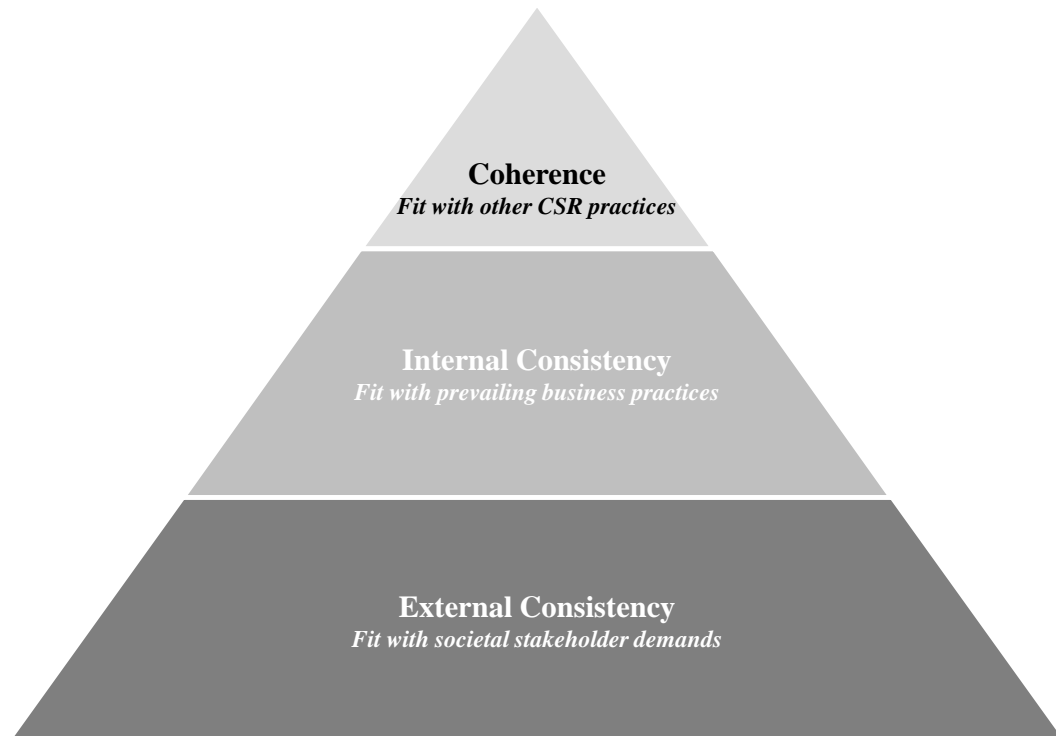 Coherence
Fit with other CSR practices
Internal Consistency
Fit with prevailing business practices
External Consistency
Fit with societal stakeholder demands